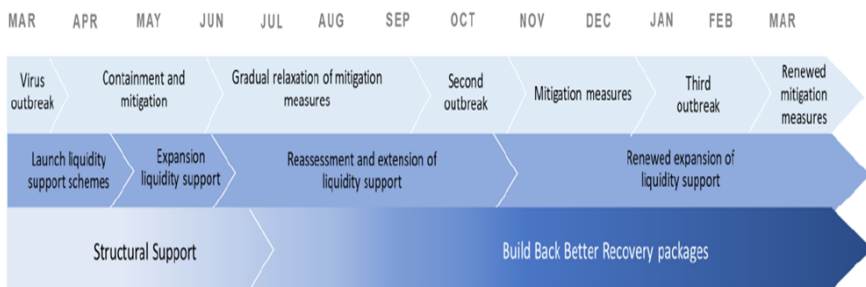 MAR APR MAY JUN JUL AUG SEP OCT NOV DEC JAN FEB MAR
Virus
outbreak
Containment and
mitigation
Gradual relaxation of mitigation
measures
Second
outbreak
Mitigation measures
Third
outbreak
Renewed
mitigation
measures
Launch liquidity
support schemes
Expansion
liquidity support
Reassessment and extension of
liquidity support
Renewed expansion of
liquidity support
Structural Support
Build Back Better Recovery packages